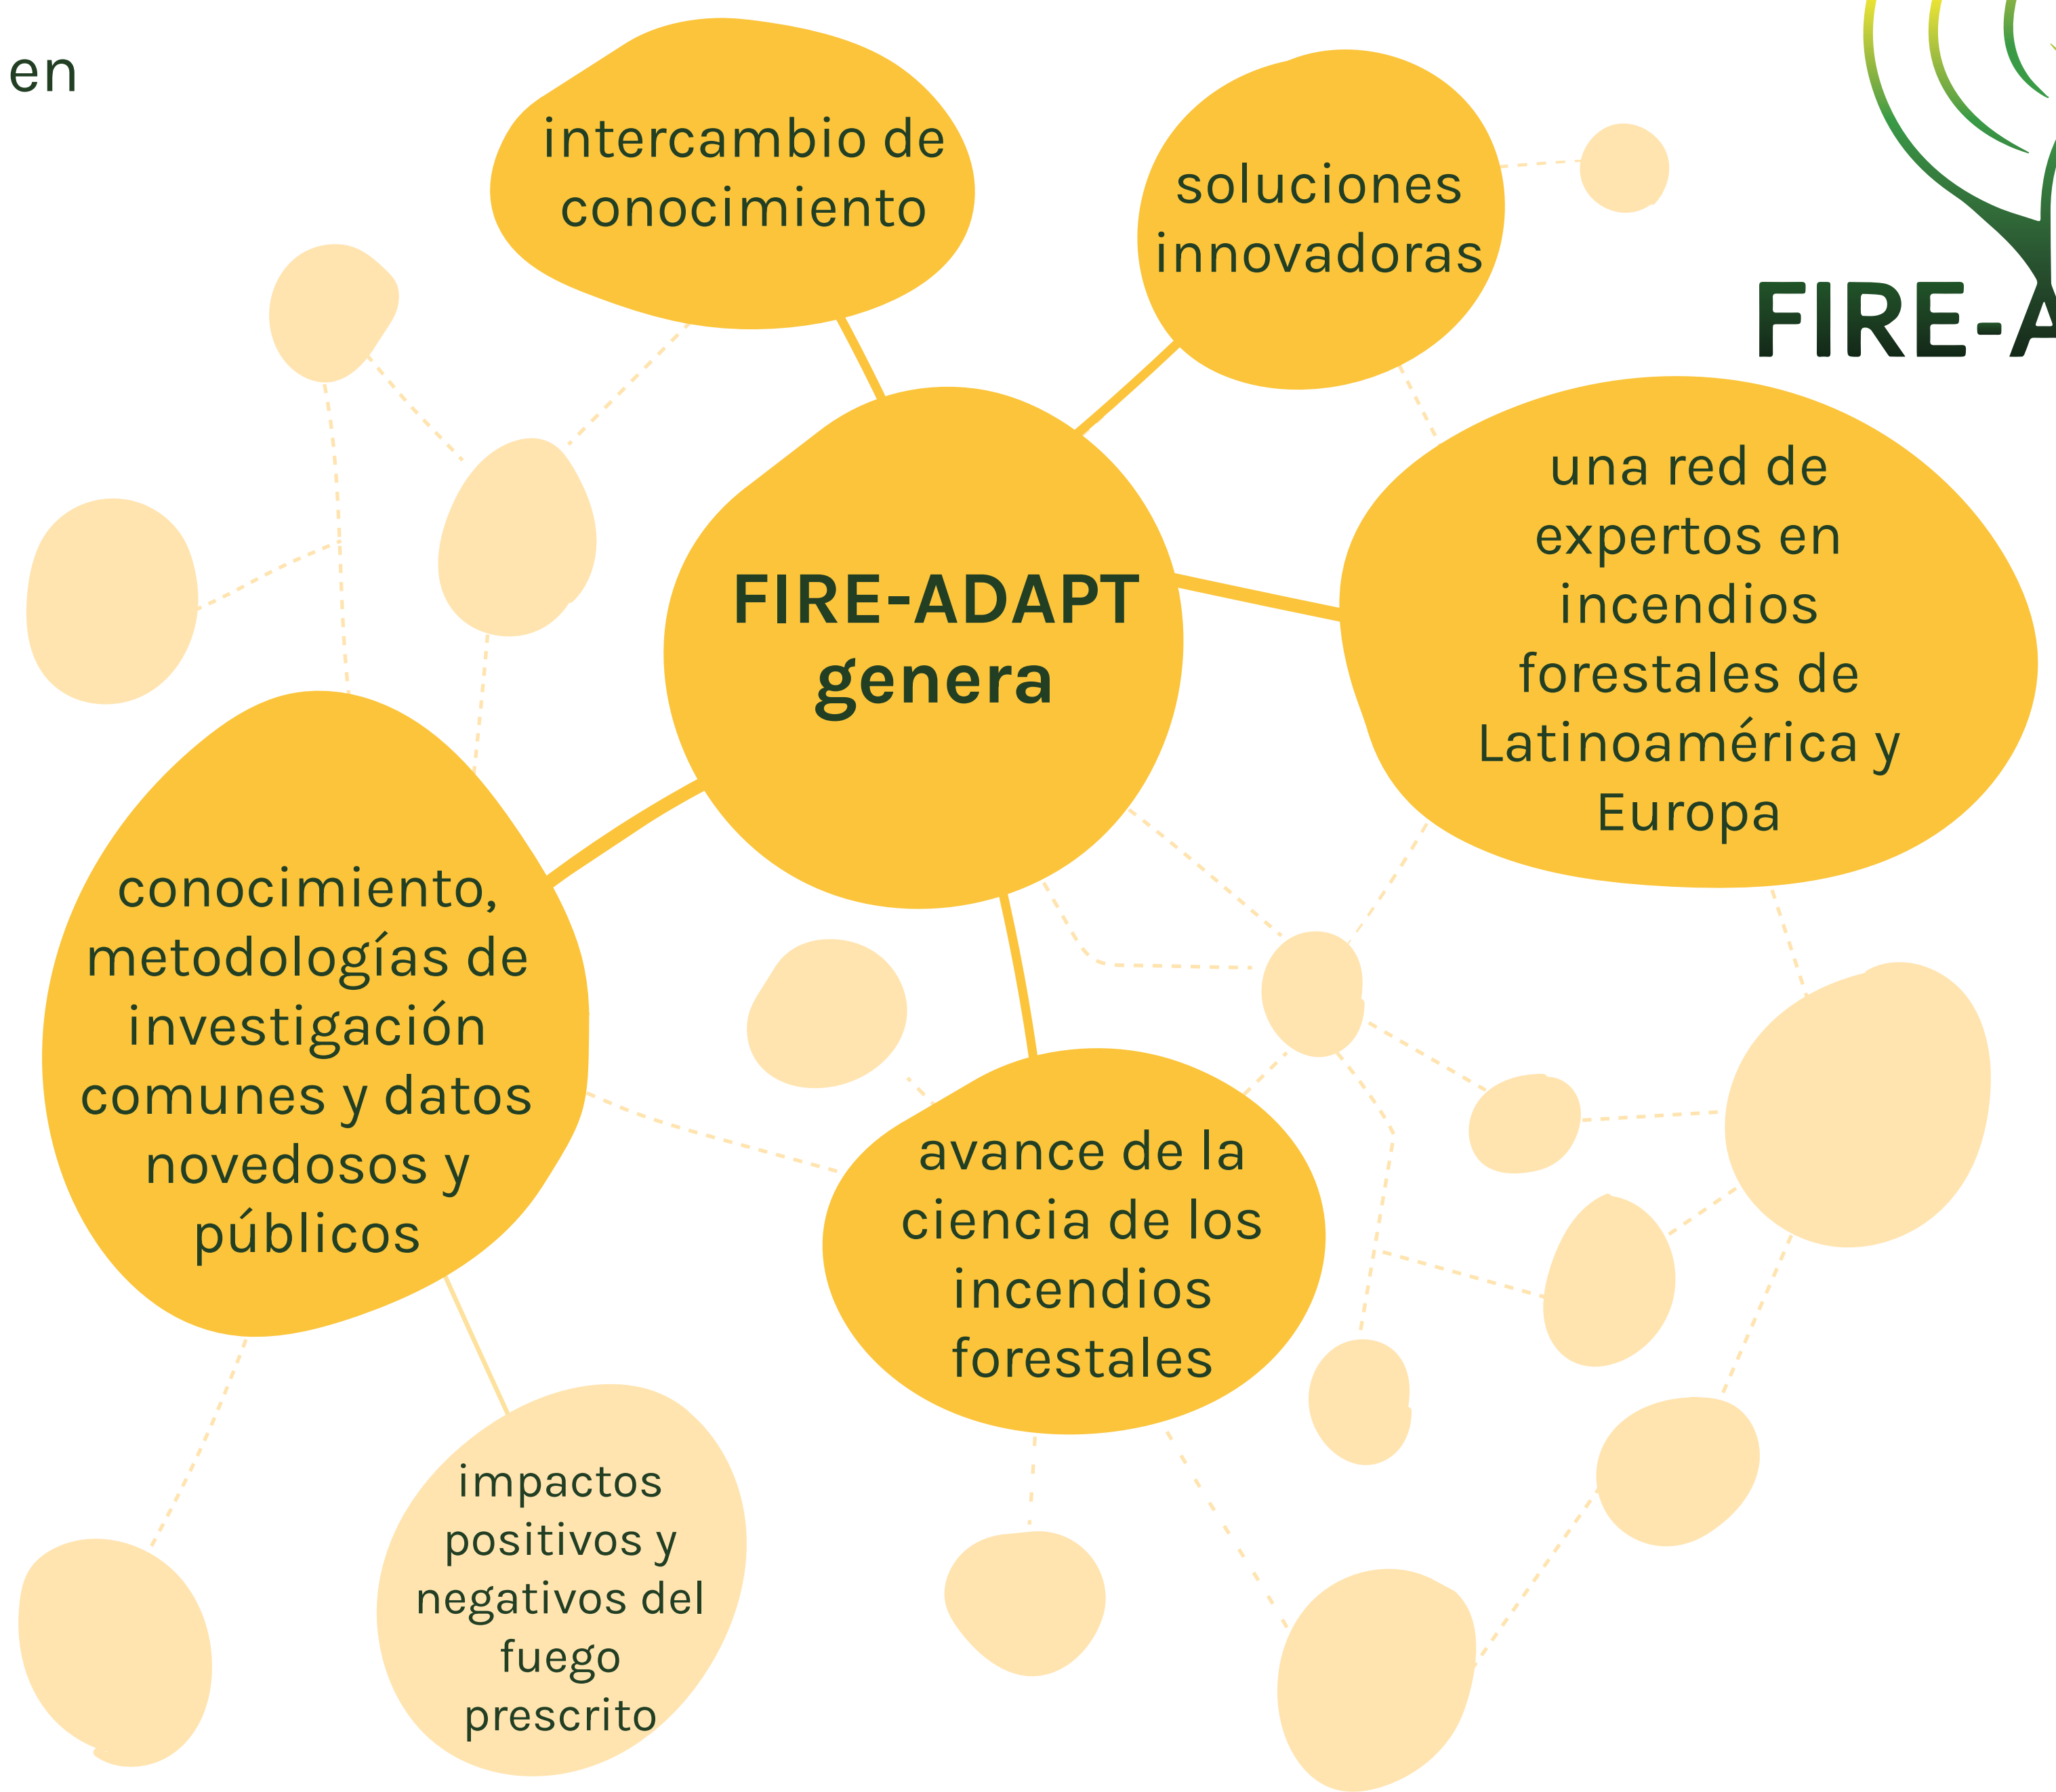 en
intercambio de
conocimiento
soluciones
innovadoras
FIRE-A
una red de
expertos en
incendios
forestales de
Latinoamérica y
Europa
FIRE-ADAPT
genera
conocimiento,
metodologías de
investigación
comunes y datos
novedosos y
públicos
avance de la
ciencia de los
incendios
forestales
impactos
positivos y
negativos del
fuego
prescrito